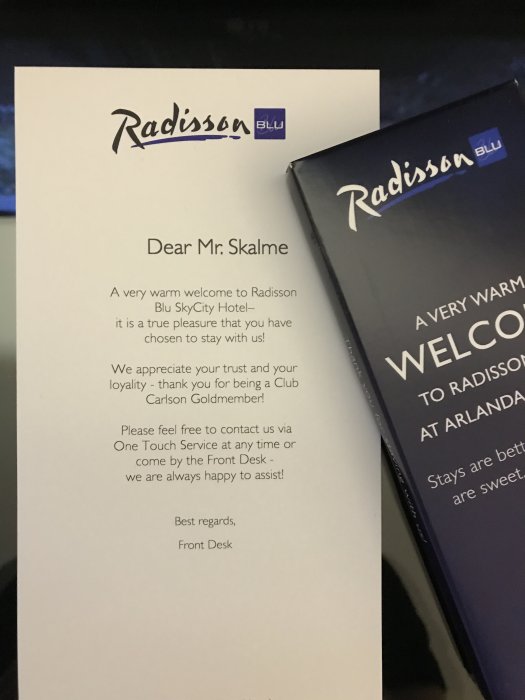 Radisson BLU
Dear Mr. Skalme
A very warm welcome to Radisson
Blu SkyCity Hotel–
it is a true pleasure that you have
chosen to stay with us!
We appreciate your trust and your
loyality - thank you for being a Club
Carlson Goldmember!
Please feel free to contact us via
One Touch Service at any time or
come by the Front Desk -
we are always happy to assist!
Best regards,
Front Desk
Radisson BLU
A VERY WARM
WELCO
TO RADISSON
AT ARLANDA
Stays are bett
are sweet.